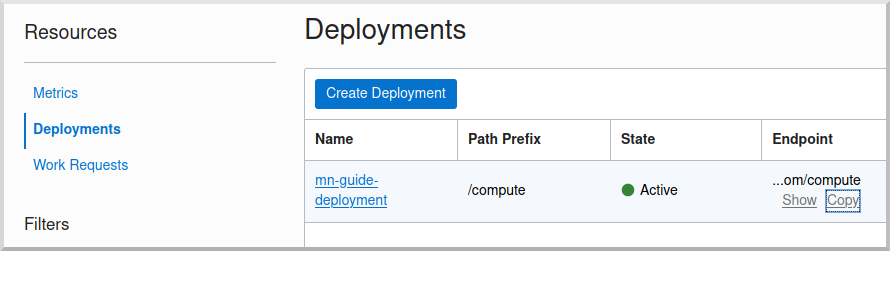 Resources
Metrics
Deployments
Work Requests
Filters
Deployments
Create Deployment
Name Path Prefix State Endpoint
mn-guide-
deployment
/compute
Active
...om/compute
Show Copy